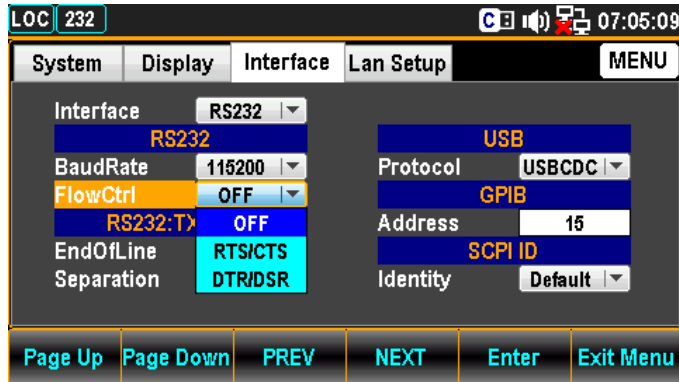 LOC 232 C 07:05:09
System Display Interface Lan Setup MENU
Interface RS232
RS232 USB
BaudRate 115200 Protocol USBCDC
FlowCtrl OFF GPIB
RS232:TX OFF Address 15
EndOfLine RTS/CTS SCPI ID
Separation DTR/DSR Identity Default
Page Up Page Down PREV NEXT Enter Exit Menu